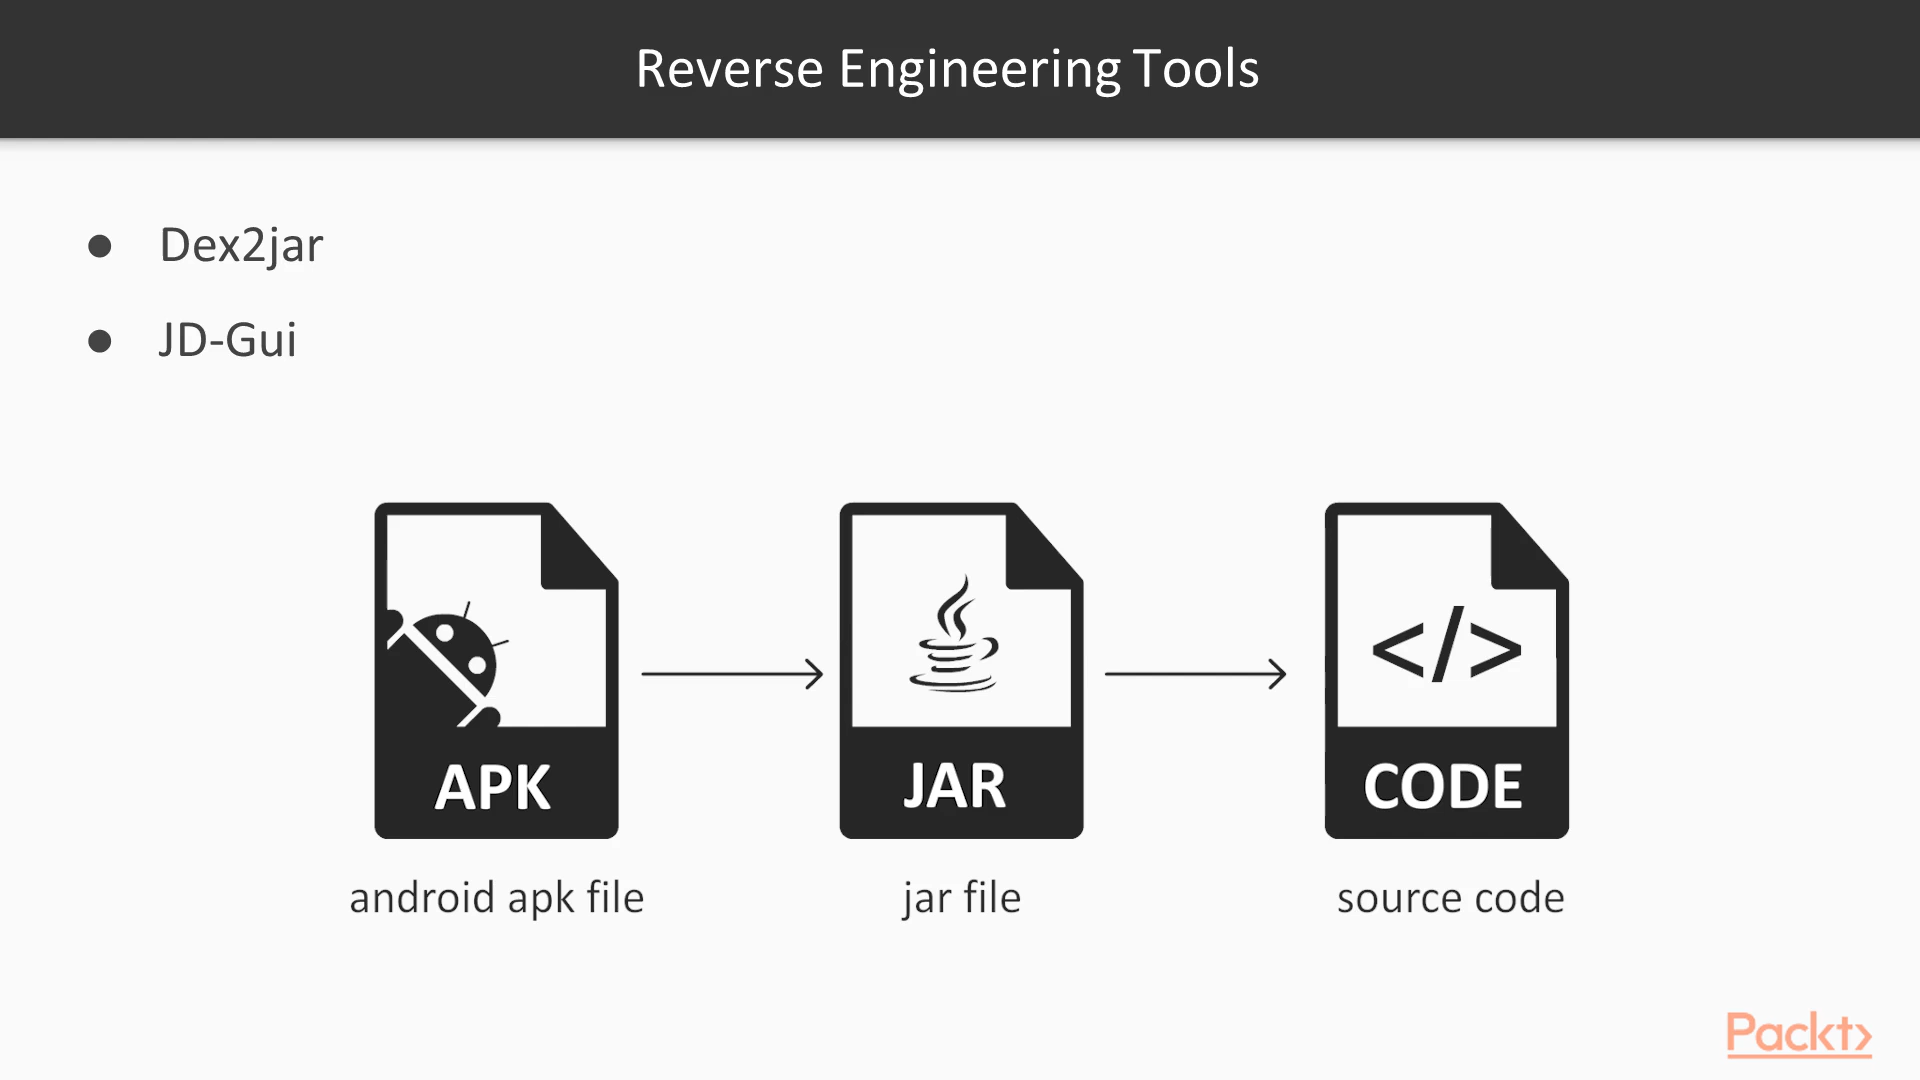 Reverse Engineering Tools
● Dex2jar
● JD-Gui
</>
APK
JAR
CODE
android apk file
jar file
source code
Packt>